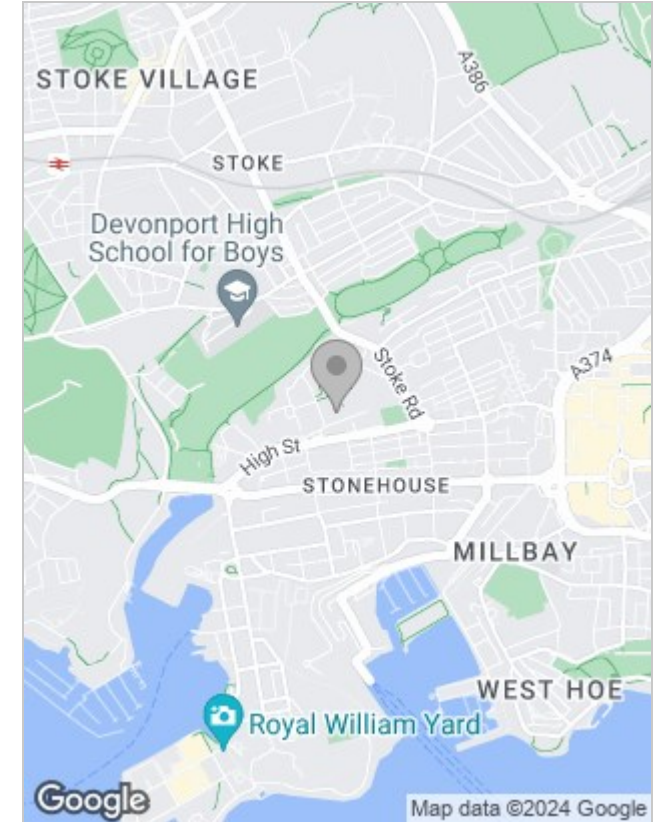 STOKE VILLAGE
A386
STOKE
Devonport High
School for Boys
Stoke Rd
A374
High St
STONEHOUSE
MILLBAY
WEST HOE
Royal William Yard
Google
Map data ©2024 Google